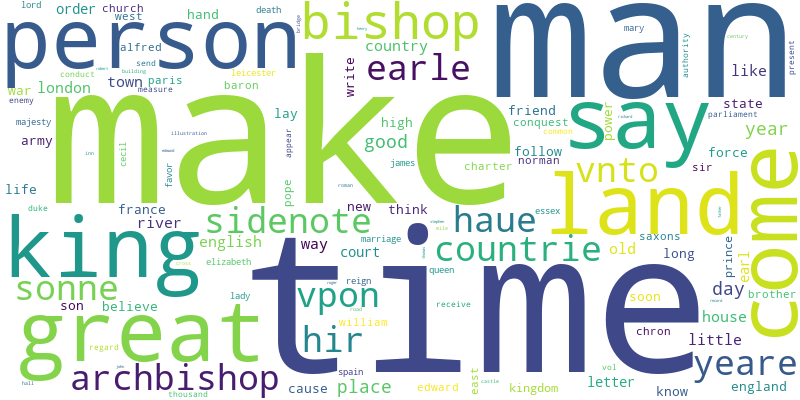 lord
order
church
west
hand
death
person
alfred
send
bishop
man
mary
century
country
authority
present
war
london
conduct
town
paris
building
measure
leicester
baron
write
earle
like
enemy
make
lay
high
good
friend
conquest
common
say
power
state
parliament
year
majesty
army
illustration
appear
cecil
favor
pope
james
charter
follow
norman
force
sir
inn
edward
roman
vnto
life
duke
france
river
king
sidenote
new
think
haue
essex
land
come
english
way
court
marriage
countrie
old
saxons
long
prince
earl
elizabeth
time
queen
reign
sonne
son
believe
lady
vpon
receive
soon
day
brother
great
william
hir
chron
house
little
regard
archbishop
spain
cause
place
edward
east
kingdom
vol
letter
know
yeare
england
hall
thousand
castle